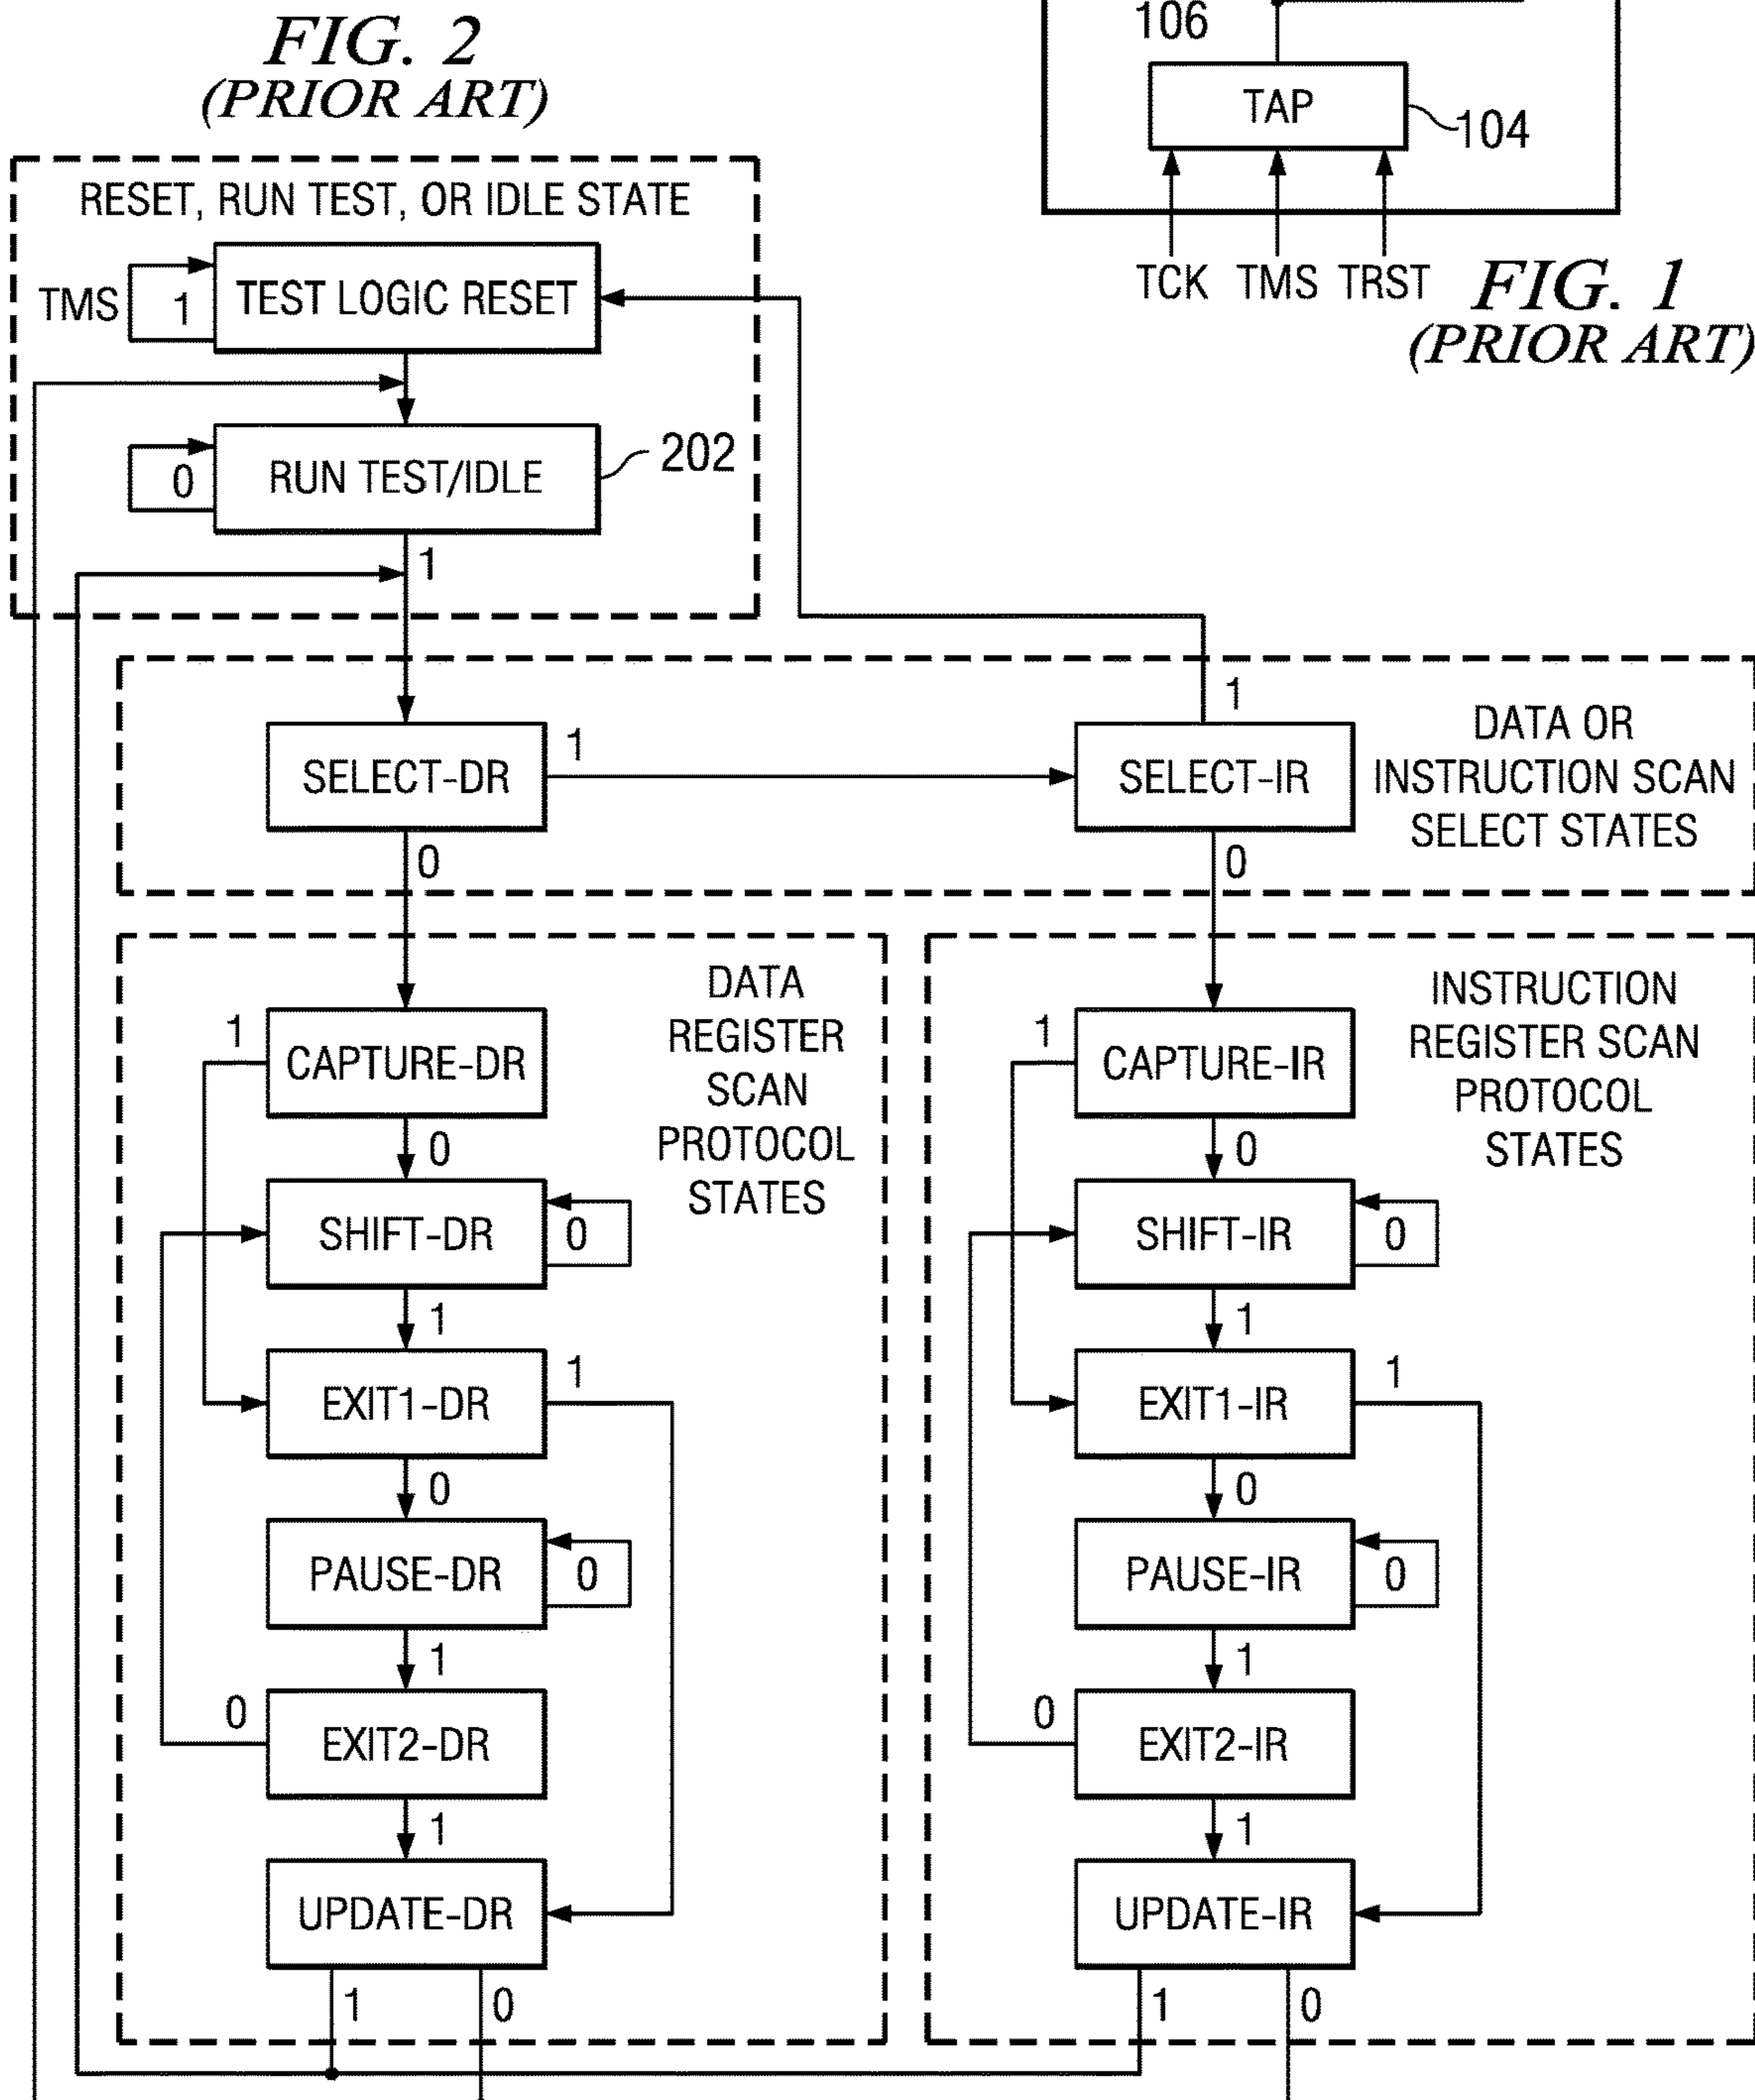 FIG. 2
(PRIOR ART)
106
TAP
104
TCK TMS TRST
FIG. 1
(PRIOR ART)
RESET, RUN TEST, OR IDLE STATE
TMS
1
TEST LOGIC RESET
0
RUN TEST/IDLE
202
1
1
SELECT-DR
1
SELECT-IR
DATA OR
INSTRUCTION SCAN
SELECT STATES
0
0
DATA
REGISTER
SCAN
PROTOCOL
STATES
1
CAPTURE-DR
0
SHIFT-DR
0
1
EXIT1-DR
1
0
PAUSE-DR
0
1
0
EXIT2-DR
1
UPDATE-DR
1
0
INSTRUCTION
REGISTER SCAN
PROTOCOL
STATES
1
CAPTURE-IR
0
SHIFT-IR
0
1
EXIT1-IR
1
0
PAUSE-IR
0
1
0
EXIT2-IR
1
UPDATE-IR
1
0